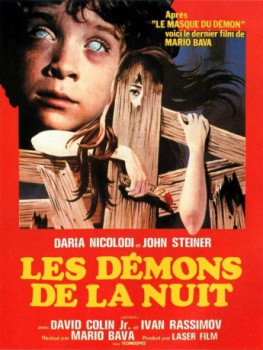 Après
"LE MASQUE DU DÉMON"
voici le dernier film de
MARIO BAVA
DARIA NICOLODI et JOHN STEINER
LES DÉMONS
DE LA NUIT
avec DAVID COLIN Jr. et IVAN RASSIMOV
Réalisé par MARIO BAVA Produit par LASER FILM